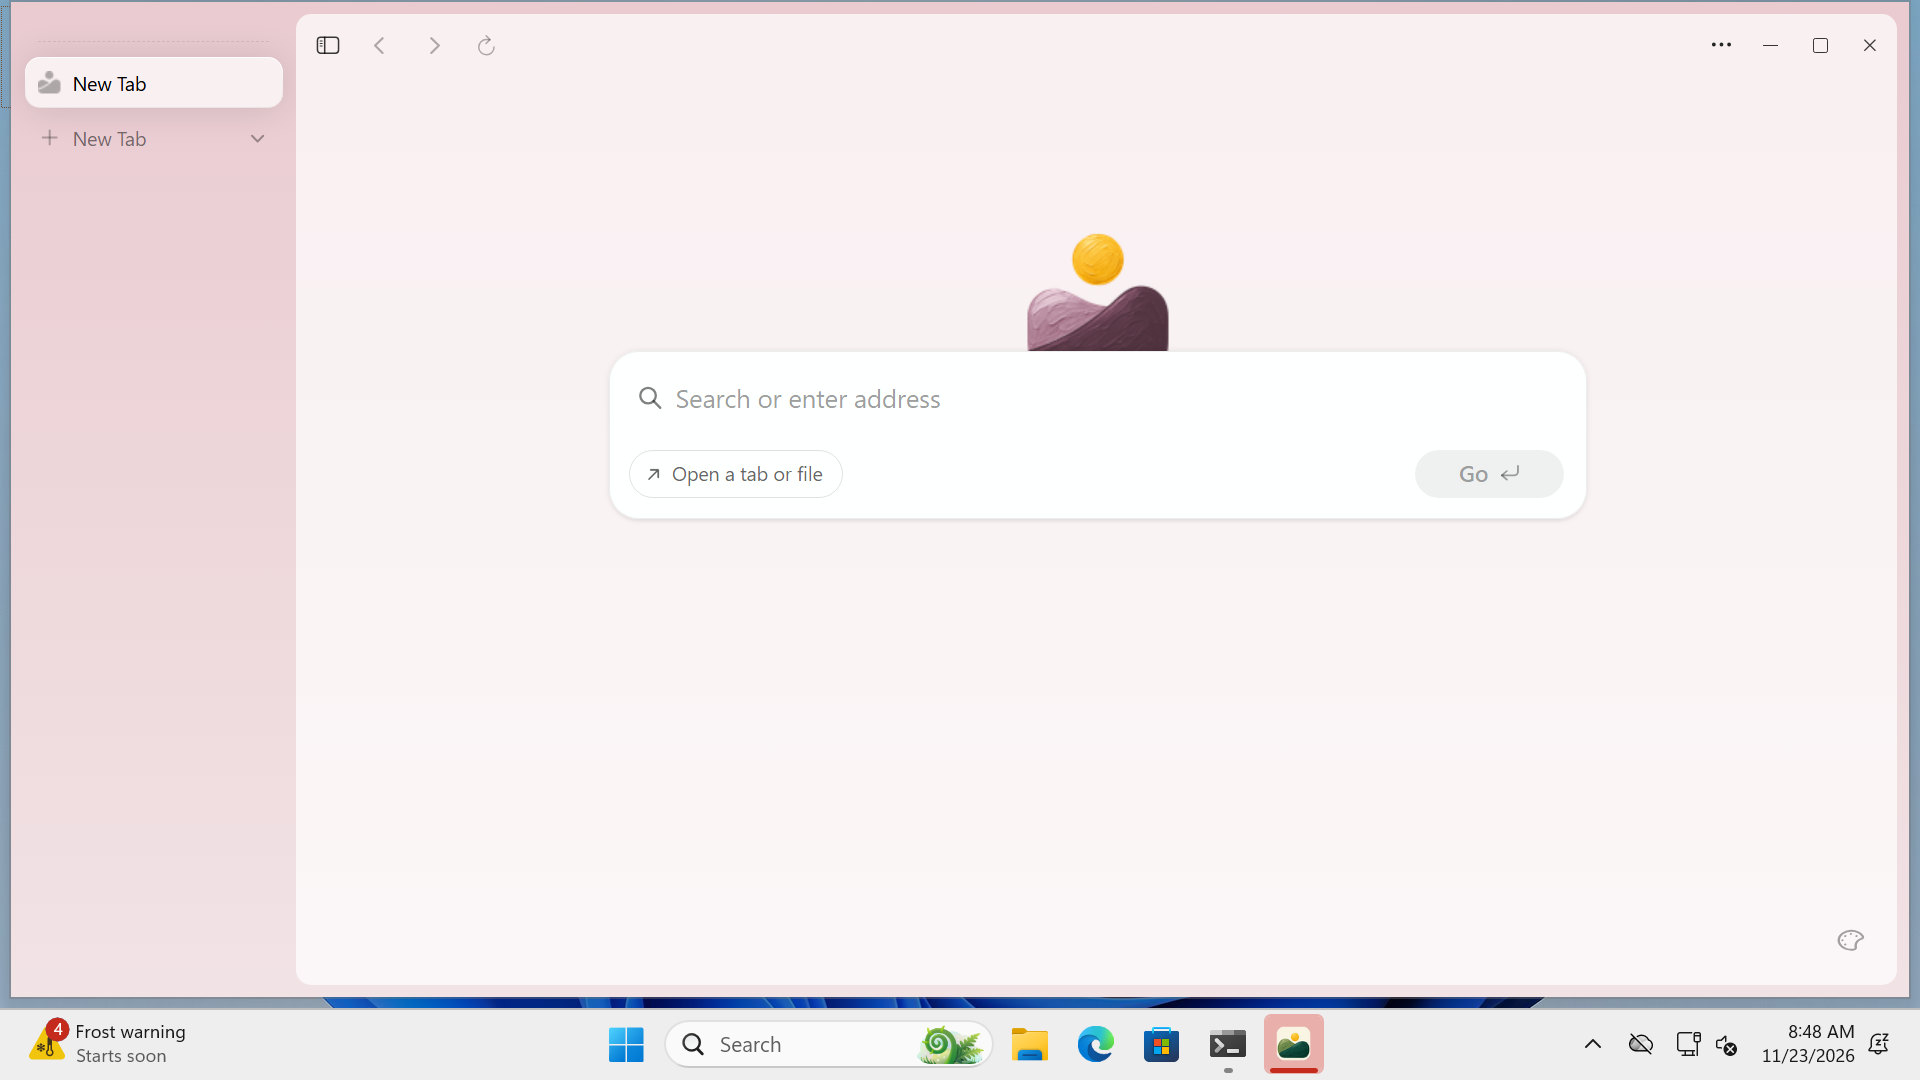 New Tab
New Tab
Search or enter address
Open a tab or file
Go
4
Frost warning
Starts soon
Search
8:48 AM
11/23/2026